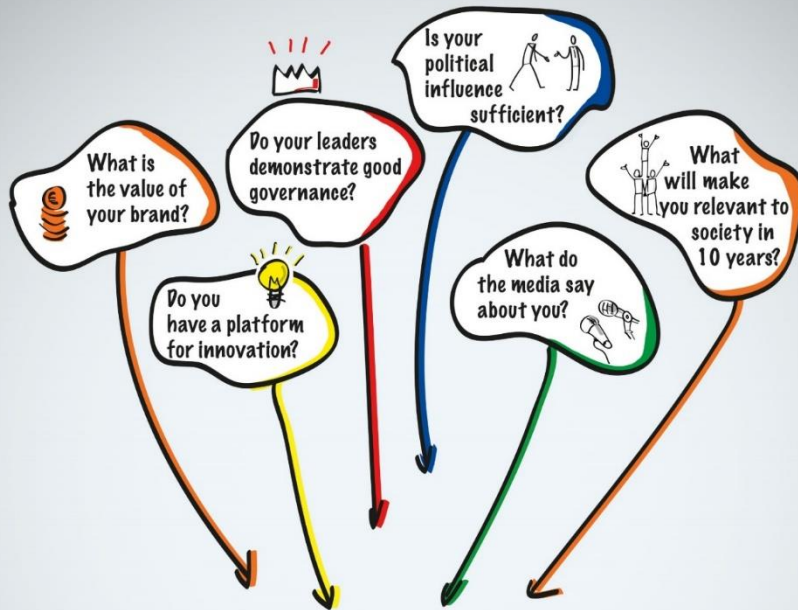 What is
the value of
your brand?
Do you
have a platform
for innovation?
Do your leaders
demonstrate good
governance?
Is your
political
influence
sufficient?
What do
the media say
about you?
What
will make
you relevant to
society in
10 years?
€